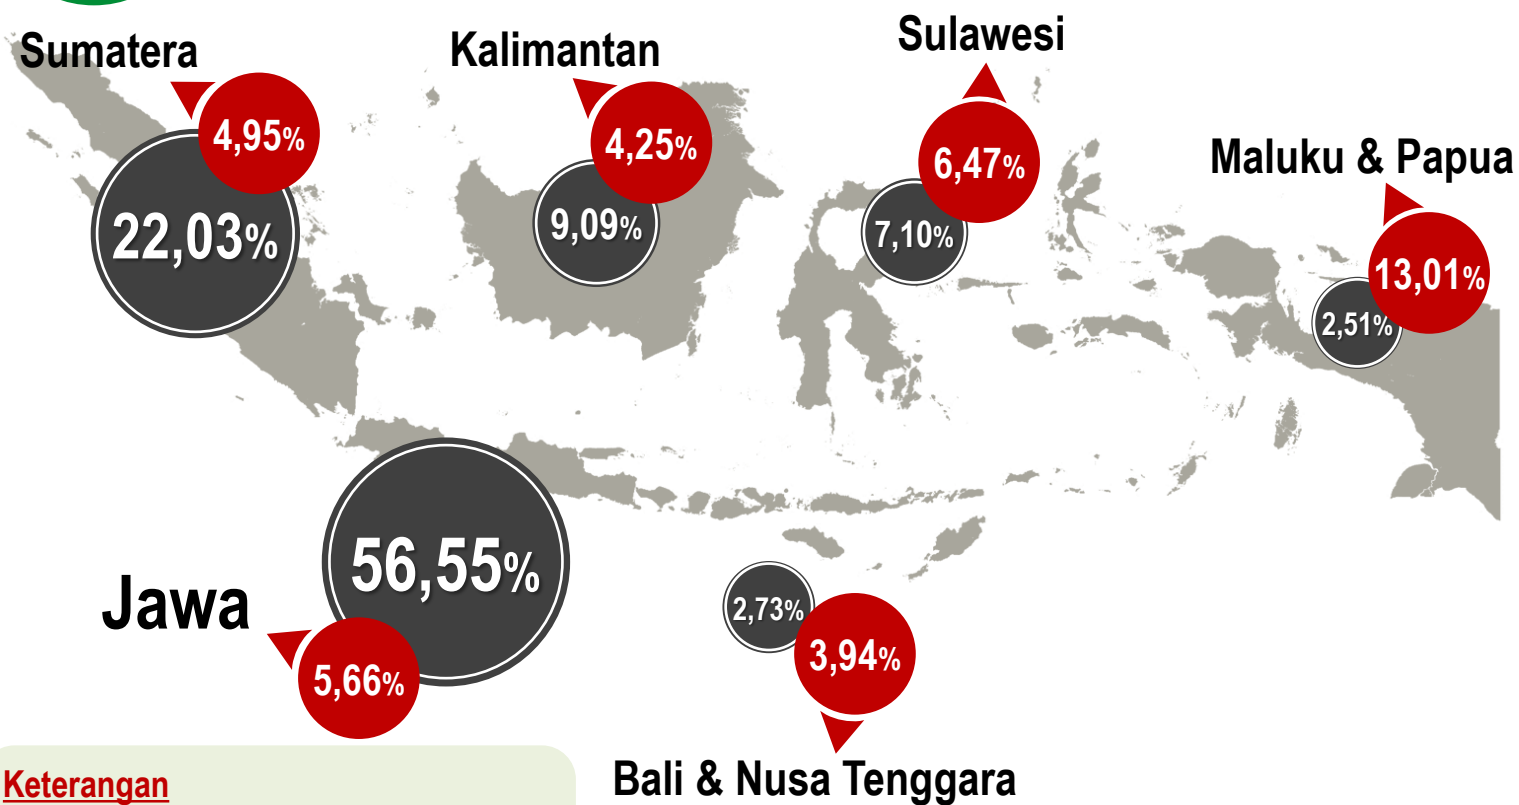 Sumatera
4,95%
22,03%
Kalimantan
4,25%
9,09%
Sulawesi
6,47%
7,10%
Maluku & Papua
13,01%
2,51%
Jawa
56,55%
5,66%
2,73%
3,94%
Bali & Nusa Tenggara
Keterangan